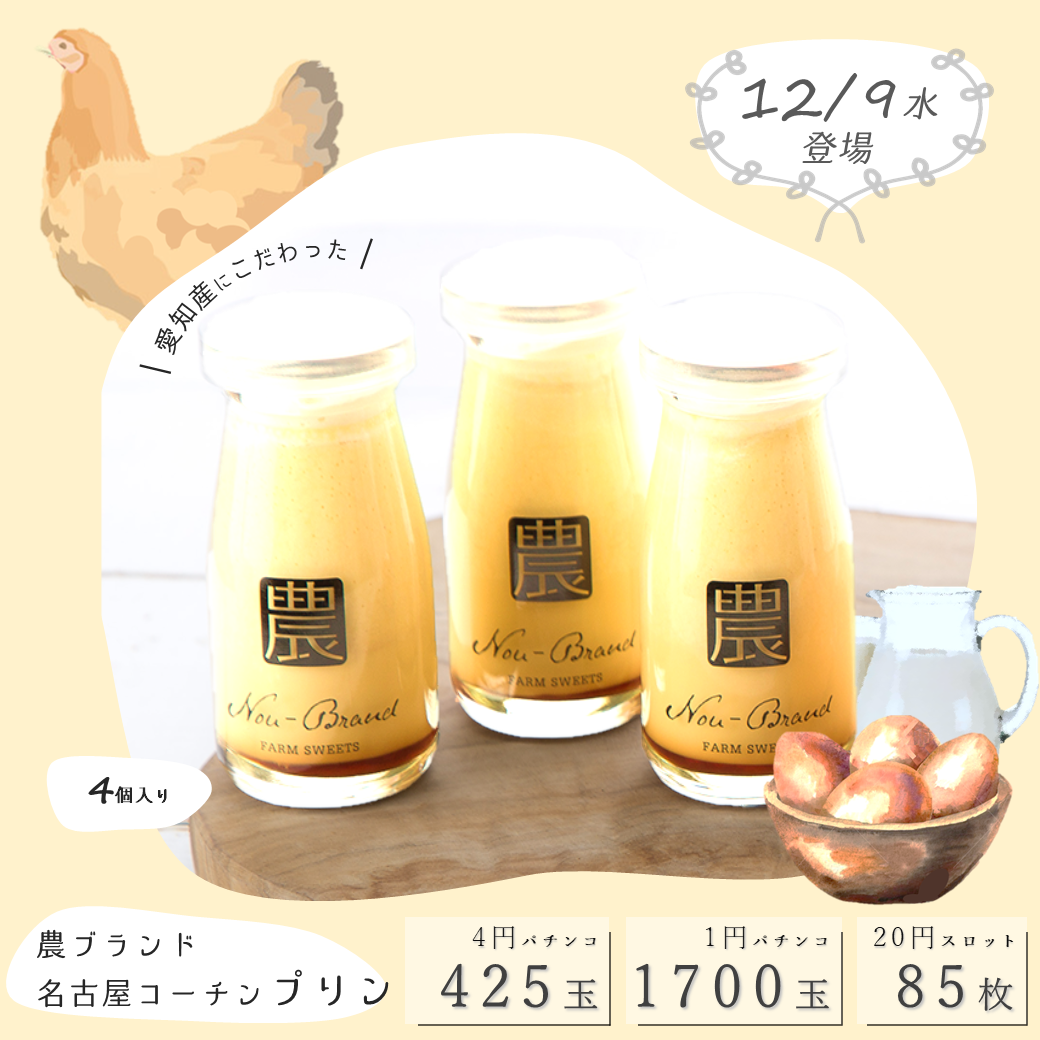 12/9水
登場
\ 愛知産にこだわった /
農
Nou-Brand
FARM SWEETS
農
Nou-Brand
FARM SWEETS
農
Nou-Brand
FARM SWEETS
4個入り
農ブランド
名古屋コーチンプリン
4円パチンコ
425玉
1円パチンコ
1700玉
20円スロット
85枚